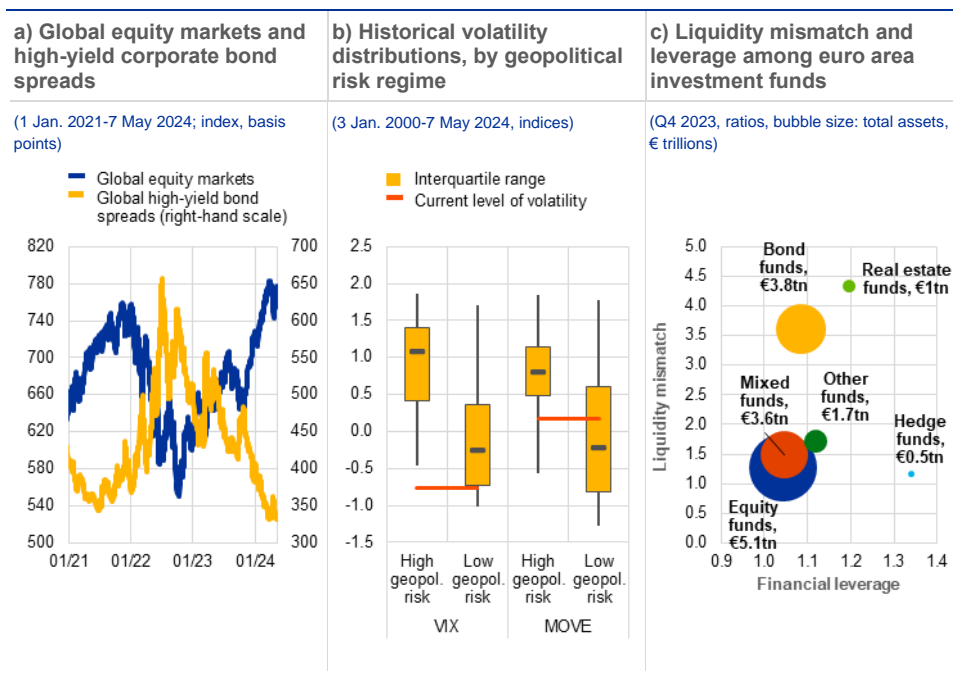 a) Global equity markets and
high-yield corporate bond
spreads
(1 Jan. 2021-7 May 2024; index, basis
points)
Global equity markets
Global high-yield bond
spreads (right-hand scale)
820
780
740
700
660
620
580
540
500
700
650
600
550
500
450
400
350
300
01/21
01/22
01/23
01/24
b) Historical volatility
distributions, by geopolitical
risk regime
(3 Jan. 2000-7 May 2024, indices)
Interquartile range
Current level of volatility
2.5
2.0
1.5
1.0
0.5
0.0
-0.5
-1.0
-1.5
High
geopol.
risk
Low
geopol.
risk
High
geopol.
risk
Low
geopol.
risk
VIX
MOVE
c) Liquidity mismatch and
leverage among euro area
investment funds
(Q4 2023, ratios, bubble size: total assets,
€ trillions)
Liquidity mismatch
5.0
4.5
4.0
3.5
3.0
2.5
2.0
1.5
1.0
0.5
0.0
Bond
funds,
€3.8tn
Real estate
funds, €1tn
Mixed
funds,
€3.6tn
Other
funds,
€1.7tn
Hedge
funds,
€0.5tn
Equity
funds,
€5.1tn
0.9
1.0
1.1
1.2
1.3
1.4
Financial leverage